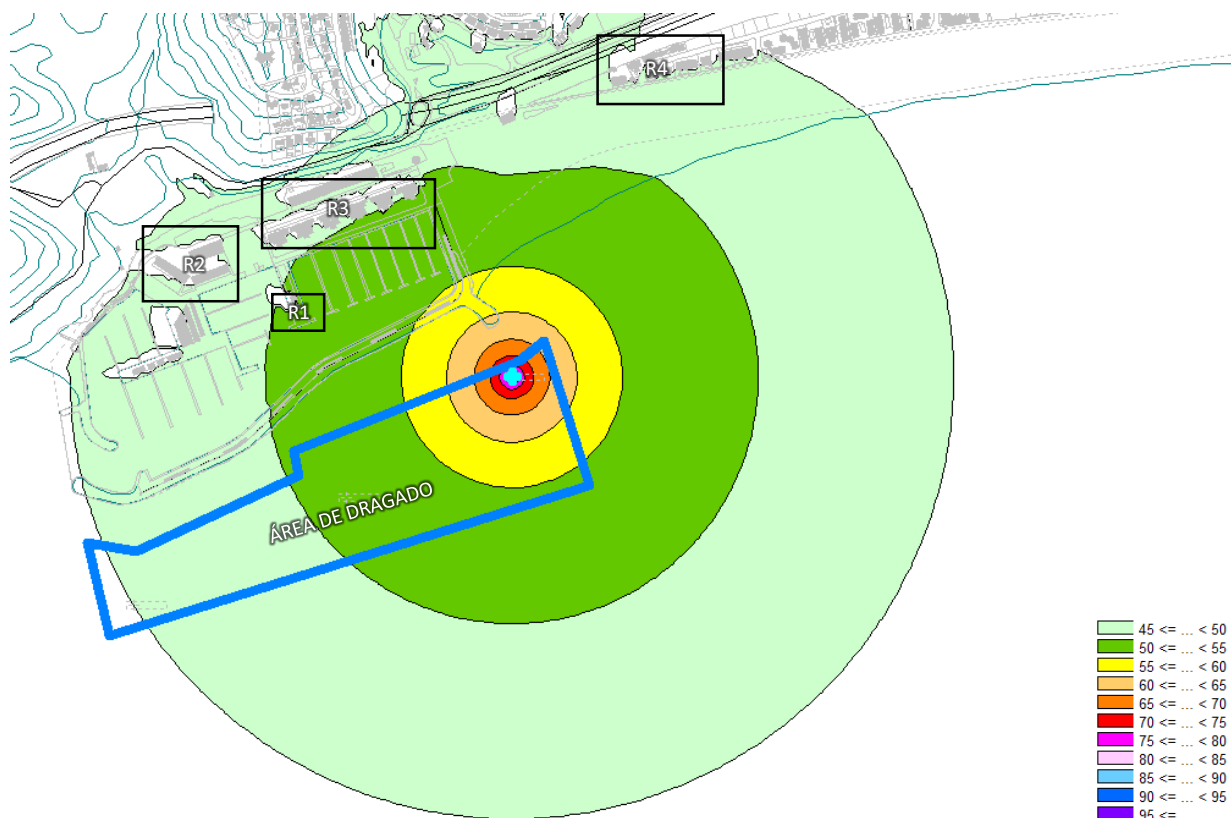 R4
R3
R2
R1
ÁREA DE DRAGADO
45 <= ... < 50
50 <= ... < 55
55 <= ... < 60
60 <= ... < 65
65 <= ... < 70
70 <= ... < 75
75 <= ... < 80
80 <= ... < 85
85 <= ... < 90
90 <= ... < 95
95 <= ...